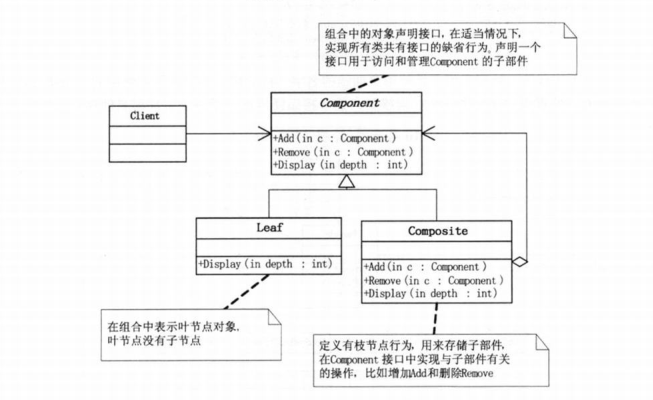 组合中的对象声明接口,在适当情况下,
实现所有类共有接口的缺省行为。声明一个
接口用于访问和管理Component 的子部件
Client
Component
+Add(in c : Component)
+Remove(in c : Component)
+Display(in depth : int)
Leaf
+Display(in depth : int)
Composite
+Add(in c : Component)
+Remove(in c : Component)
+Display(in depth : int)
在组合中表示叶节点对象,
叶节点没有子节点
定义有枝节点行为,用来存储子部件,
在Component 接口中实现与子部件有关
的操作,比如增加Add和删除Remove